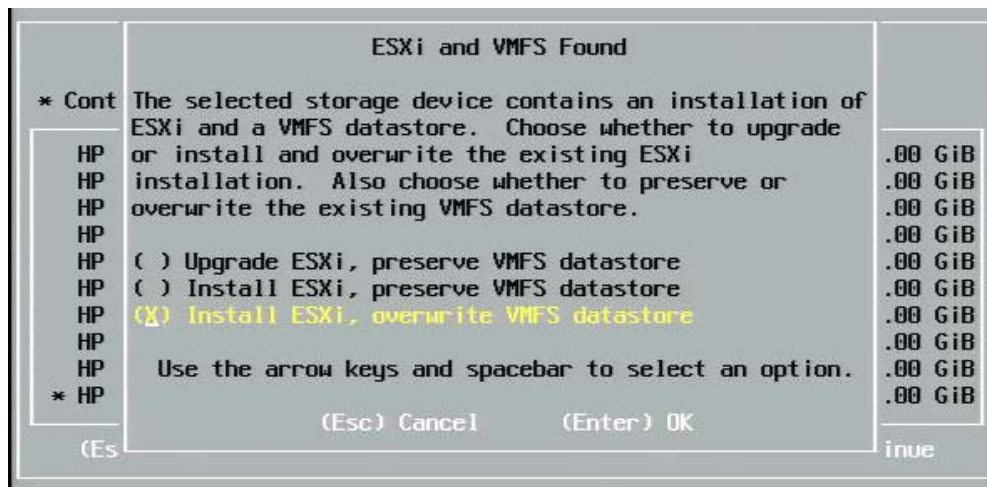 ESXi and VMFS Found
* Cont
The selected storage device contains an installation of
ESXi and a VMFS datastore.  Choose whether to upgrade
HP or install and overwrite the existing ESXi .00 GiB
HP installation.  Also choose whether to preserve or .00 GiB
HP overwrite the existing VMFS datastore. .00 GiB
HP .00 GiB
HP ( ) Upgrade ESXi, preserve VMFS datastore .00 GiB
HP ( ) Install ESXi, preserve VMFS datastore .00 GiB
HP (X) Install ESXi, overwrite VMFS datastore .00 GiB
HP .00 GiB
HP Use the arrow keys and spacebar to select an option. .00 GiB
* HP .00 GiB
(Esc) Cancel (Enter) OK
(Es inue